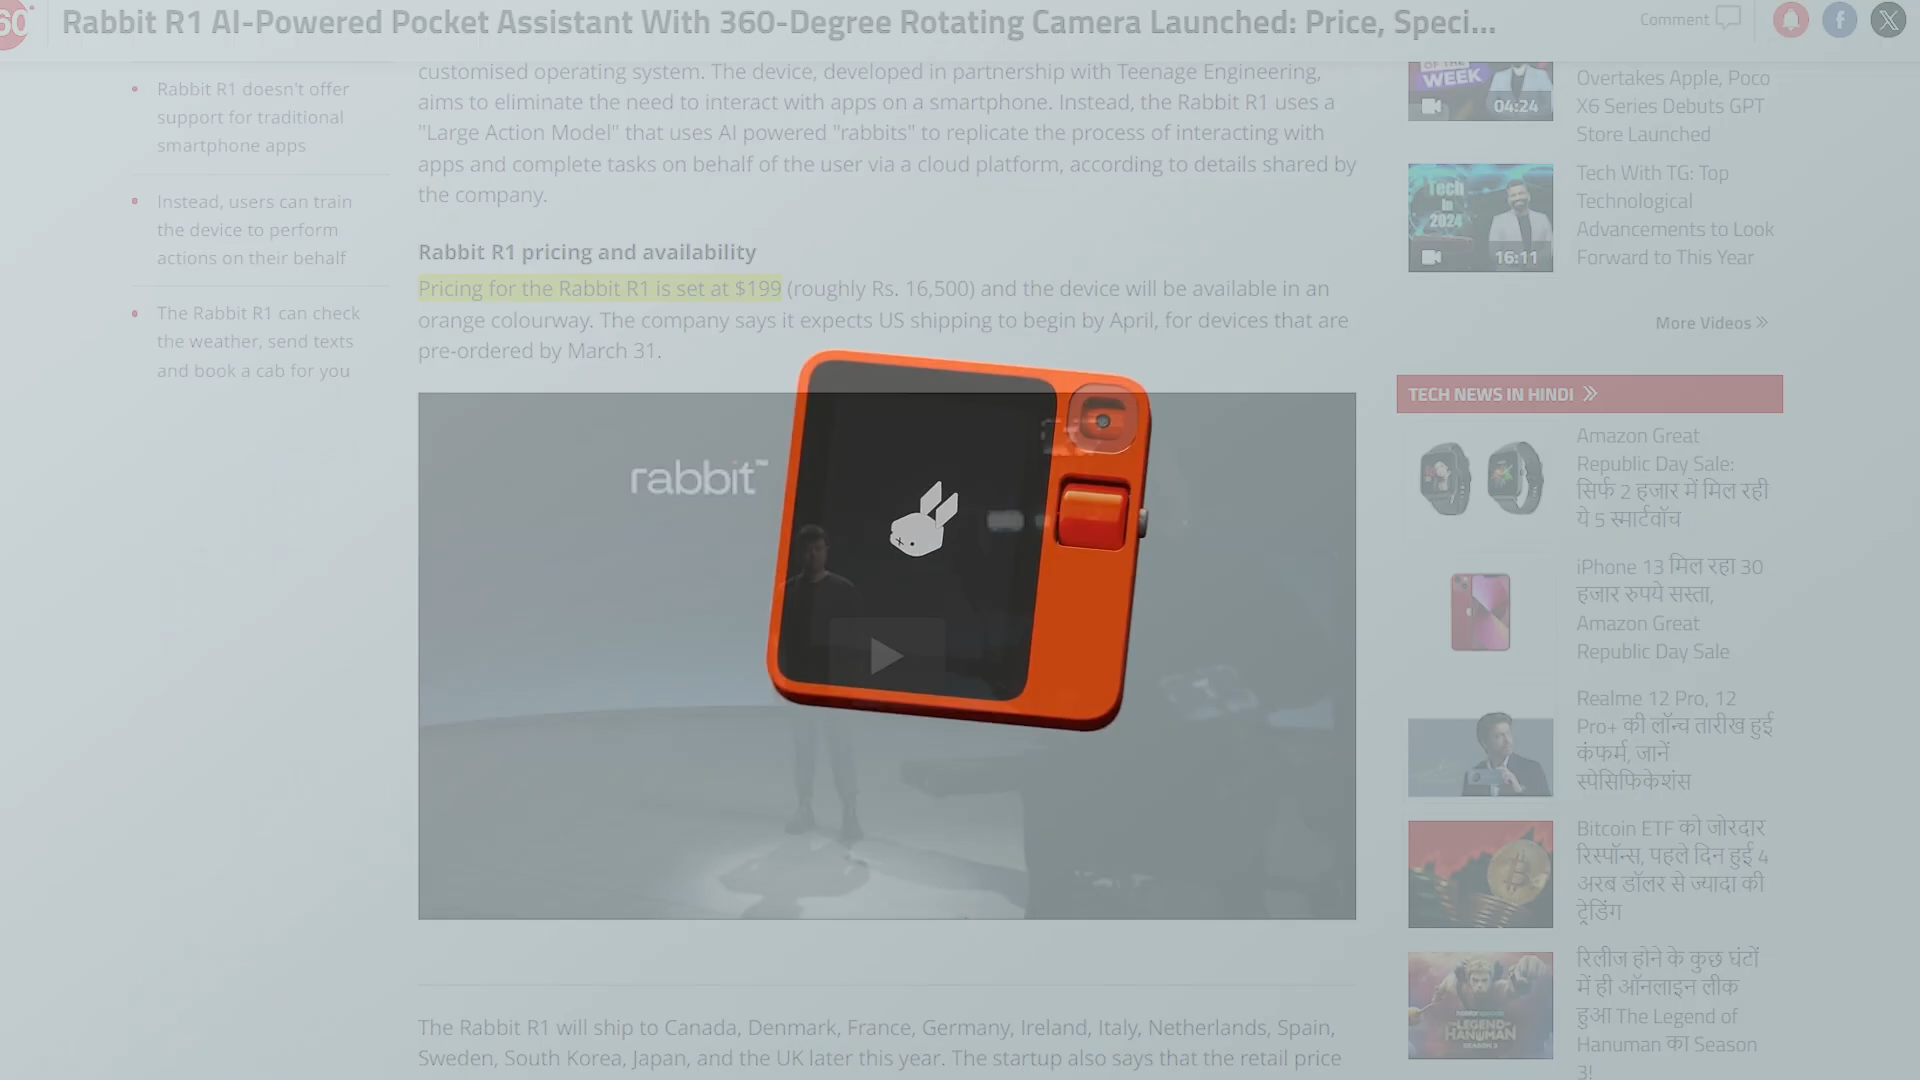 60°
Rabbit R1 AI-Powered Pocket Assistant With 360-Degree Rotating Camera Launched: Price, Speci...
Comment
Rabbit R1 doesn't offer
support for traditional
smartphone apps
Instead, users can train
the device to perform
actions on their behalf
The Rabbit R1 can check
the weather, send texts
and book a cab for you
customised operating system. The device, developed in partnership with Teenage Engineering,
aims to eliminate the need to interact with apps on a smartphone. Instead, the Rabbit R1 uses a
"Large Action Model" that uses AI powered "rabbits" to replicate the process of interacting with
apps and complete tasks on behalf of the user via a cloud platform, according to details shared by
the company.
Rabbit R1 pricing and availability
Pricing for the Rabbit R1 is set at $199 (roughly Rs. 16,500) and the device will be available in an
orange colourway. The company says it expects US shipping to begin by April, for devices that are
pre-ordered by March 31.
rabbit™
The Rabbit R1 will ship to Canada, Denmark, France, Germany, Ireland, Italy, Netherlands, Spain,
Sweden, South Korea, Japan, and the UK later this year. The startup also says that the retail price
OF THE
WEEK
04:24
Overtakes Apple, Poco
X6 Series Debuts GPT
Store Launched
Tech
In
2024
16:11
Tech With TG: Top
Technological
Advancements to Look
Forward to This Year
More Videos »
TECH NEWS IN HINDI »
Amazon Great
Republic Day Sale:
सिर्फ 2 हजार में मिल रही
ये 5 स्मार्टवॉच
iPhone 13 मिल रहा 30
हजार रुपये सस्ता,
Amazon Great
Republic Day Sale
Realme 12 Pro, 12
Pro+ की लॉन्च तारीख हुई
कंफर्म, जानें
स्पेसिफिकेशंस
Bitcoin ETF को जोरदार
रिस्पॉन्स, पहले दिन हुई 4
अरब डॉलर से ज्यादा की
ट्रेडिंग
THE
LEGEND OF
HANUMAN
SEASON 3
रिलीज होने के कुछ घंटों
में ही ऑनलाइन लीक
हुआ The Legend of
Hanuman का Season
3!